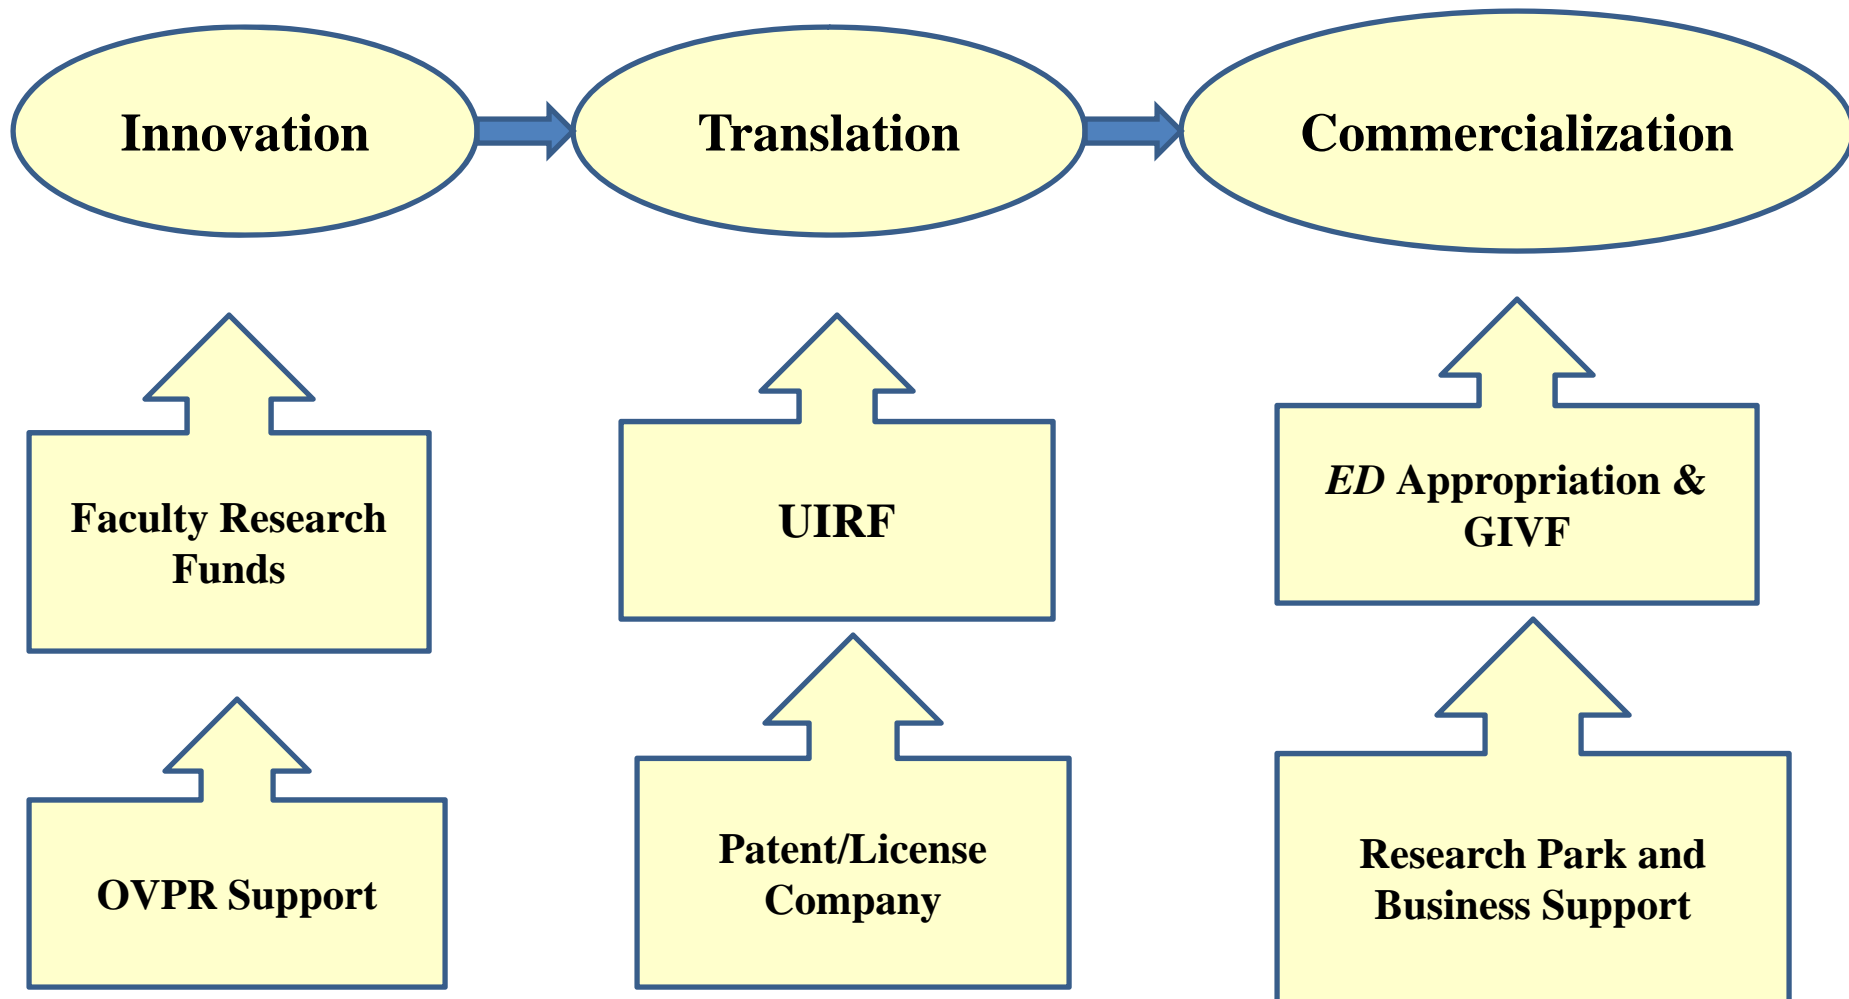 Innovation
Translation
Commercialization
Faculty Research
Funds
UIRF
ED Appropriation &
GIVF
OVPR Support
Patent/License
Company
Research Park and
Business Support